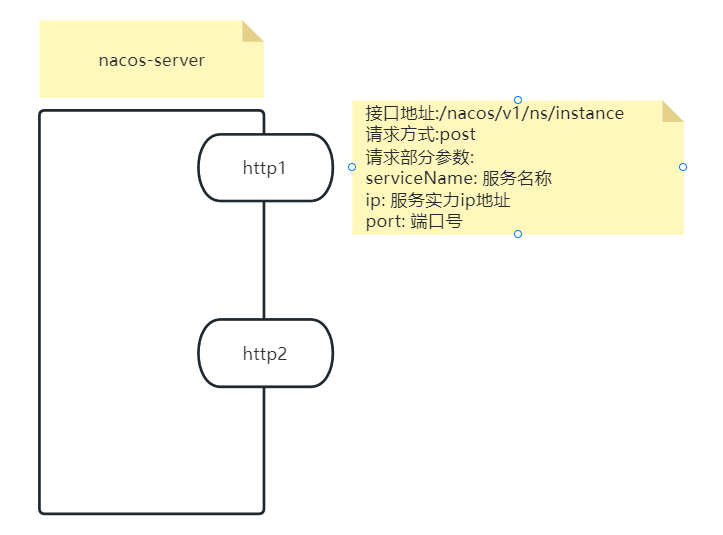 nacos-server
接口地址:/nacos/v1/ns/instance
请求方式:post
请求部分参数:
serviceName: 服务名称
ip: 服务实力ip地址
port: 端口号
http1
http2